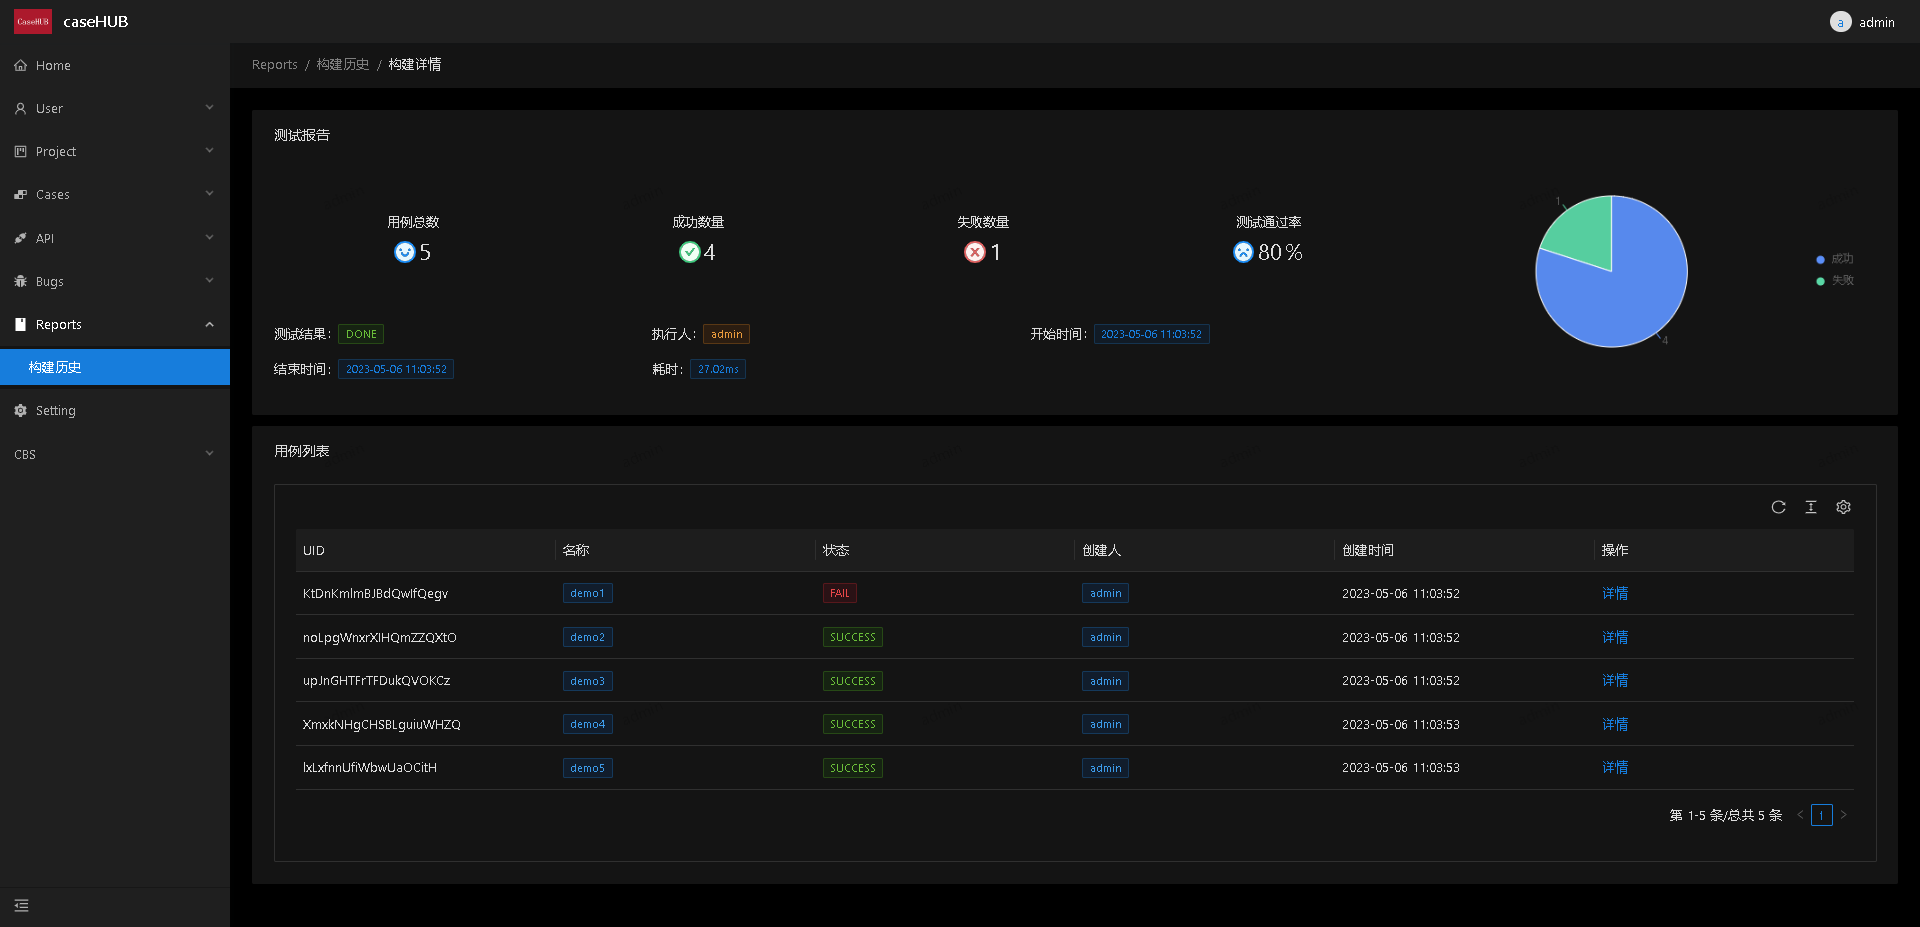 CaseHUB
caseHUB
a admin
Home
User
Project
Cases
API
Bugs
Reports
构建历史
Setting
CBS
Reports / 构建历史 / 构建详情
测试报告
用例总数
5
成功数量
4
失败数量
1
测试通过率
80%
测试结果: DONE
执行人: admin
开始时间: 2023-05-06 11:03:52
结束时间: 2023-05-06 11:03:52
耗时: 27.02ms
1
4
成功
失败
用例列表
UID 名称 状态 创建人 创建时间 操作
KtDnKmlmBJBdQwlfQegv demo1 FAIL admin 2023-05-06 11:03:52 详情
noLpgWnxrXIHQmZZQXtO demo2 SUCCESS admin 2023-05-06 11:03:52 详情
upJnGHTFrTFDukQVOKCz demo3 SUCCESS admin 2023-05-06 11:03:52 详情
XmxkNHgCHSBLguiuWHZQ demo4 SUCCESS admin 2023-05-06 11:03:53 详情
lxLxfnnUfiWbwUaOCitH demo5 SUCCESS admin 2023-05-06 11:03:53 详情
第 1-5 条/总共 5 条 < 1 >